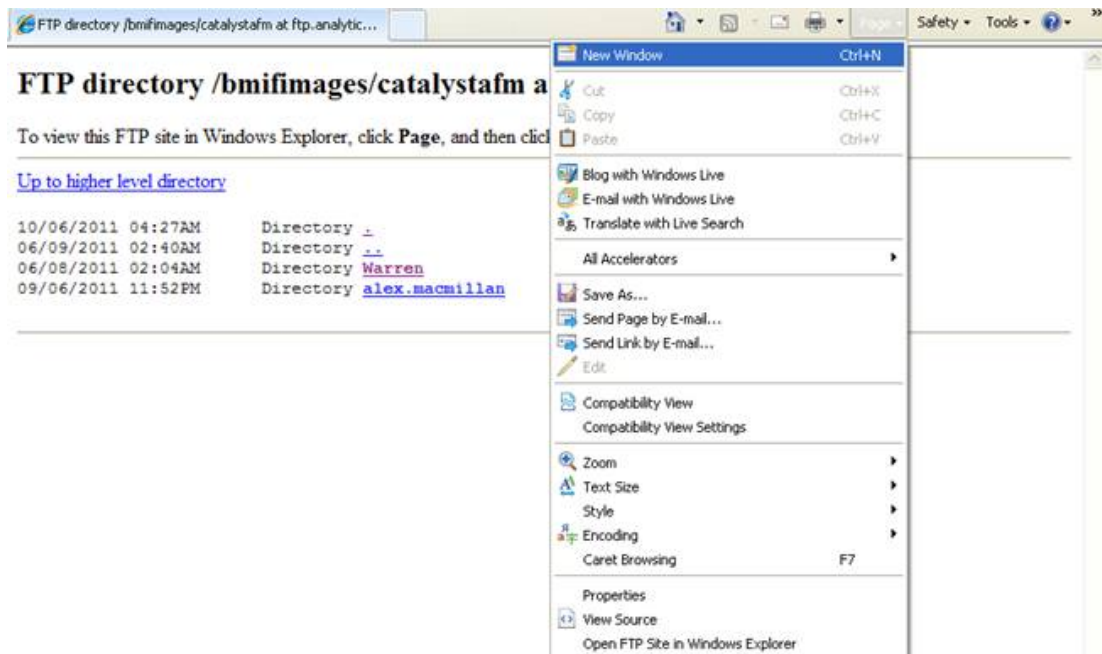 FTP directory /bmifimages/catalystafm at ftp.analytic...
Page Safety Tools
FTP directory /bmifimages/catalystafm a
To view this FTP site in Windows Explorer, click Page, and then clic
Up to higher level directory
10/06/2011 04:27AM Directory .
06/09/2011 02:40AM Directory ..
06/08/2011 02:04AM Directory Warren
09/06/2011 11:52PM Directory alex.macmillan
New Window Ctrl+N
Cut Ctrl+X
Copy Ctrl+C
Paste Ctrl+V
Blog with Windows Live
E-mail with Windows Live
Translate with Live Search
All Accelerators
Save As...
Send Page by E-mail...
Send Link by E-mail...
Edit
Compatibility View
Compatibility View Settings
Zoom
Text Size
Style
Encoding
Caret Browsing F7
Properties
View Source
Open FTP Site in Windows Explorer